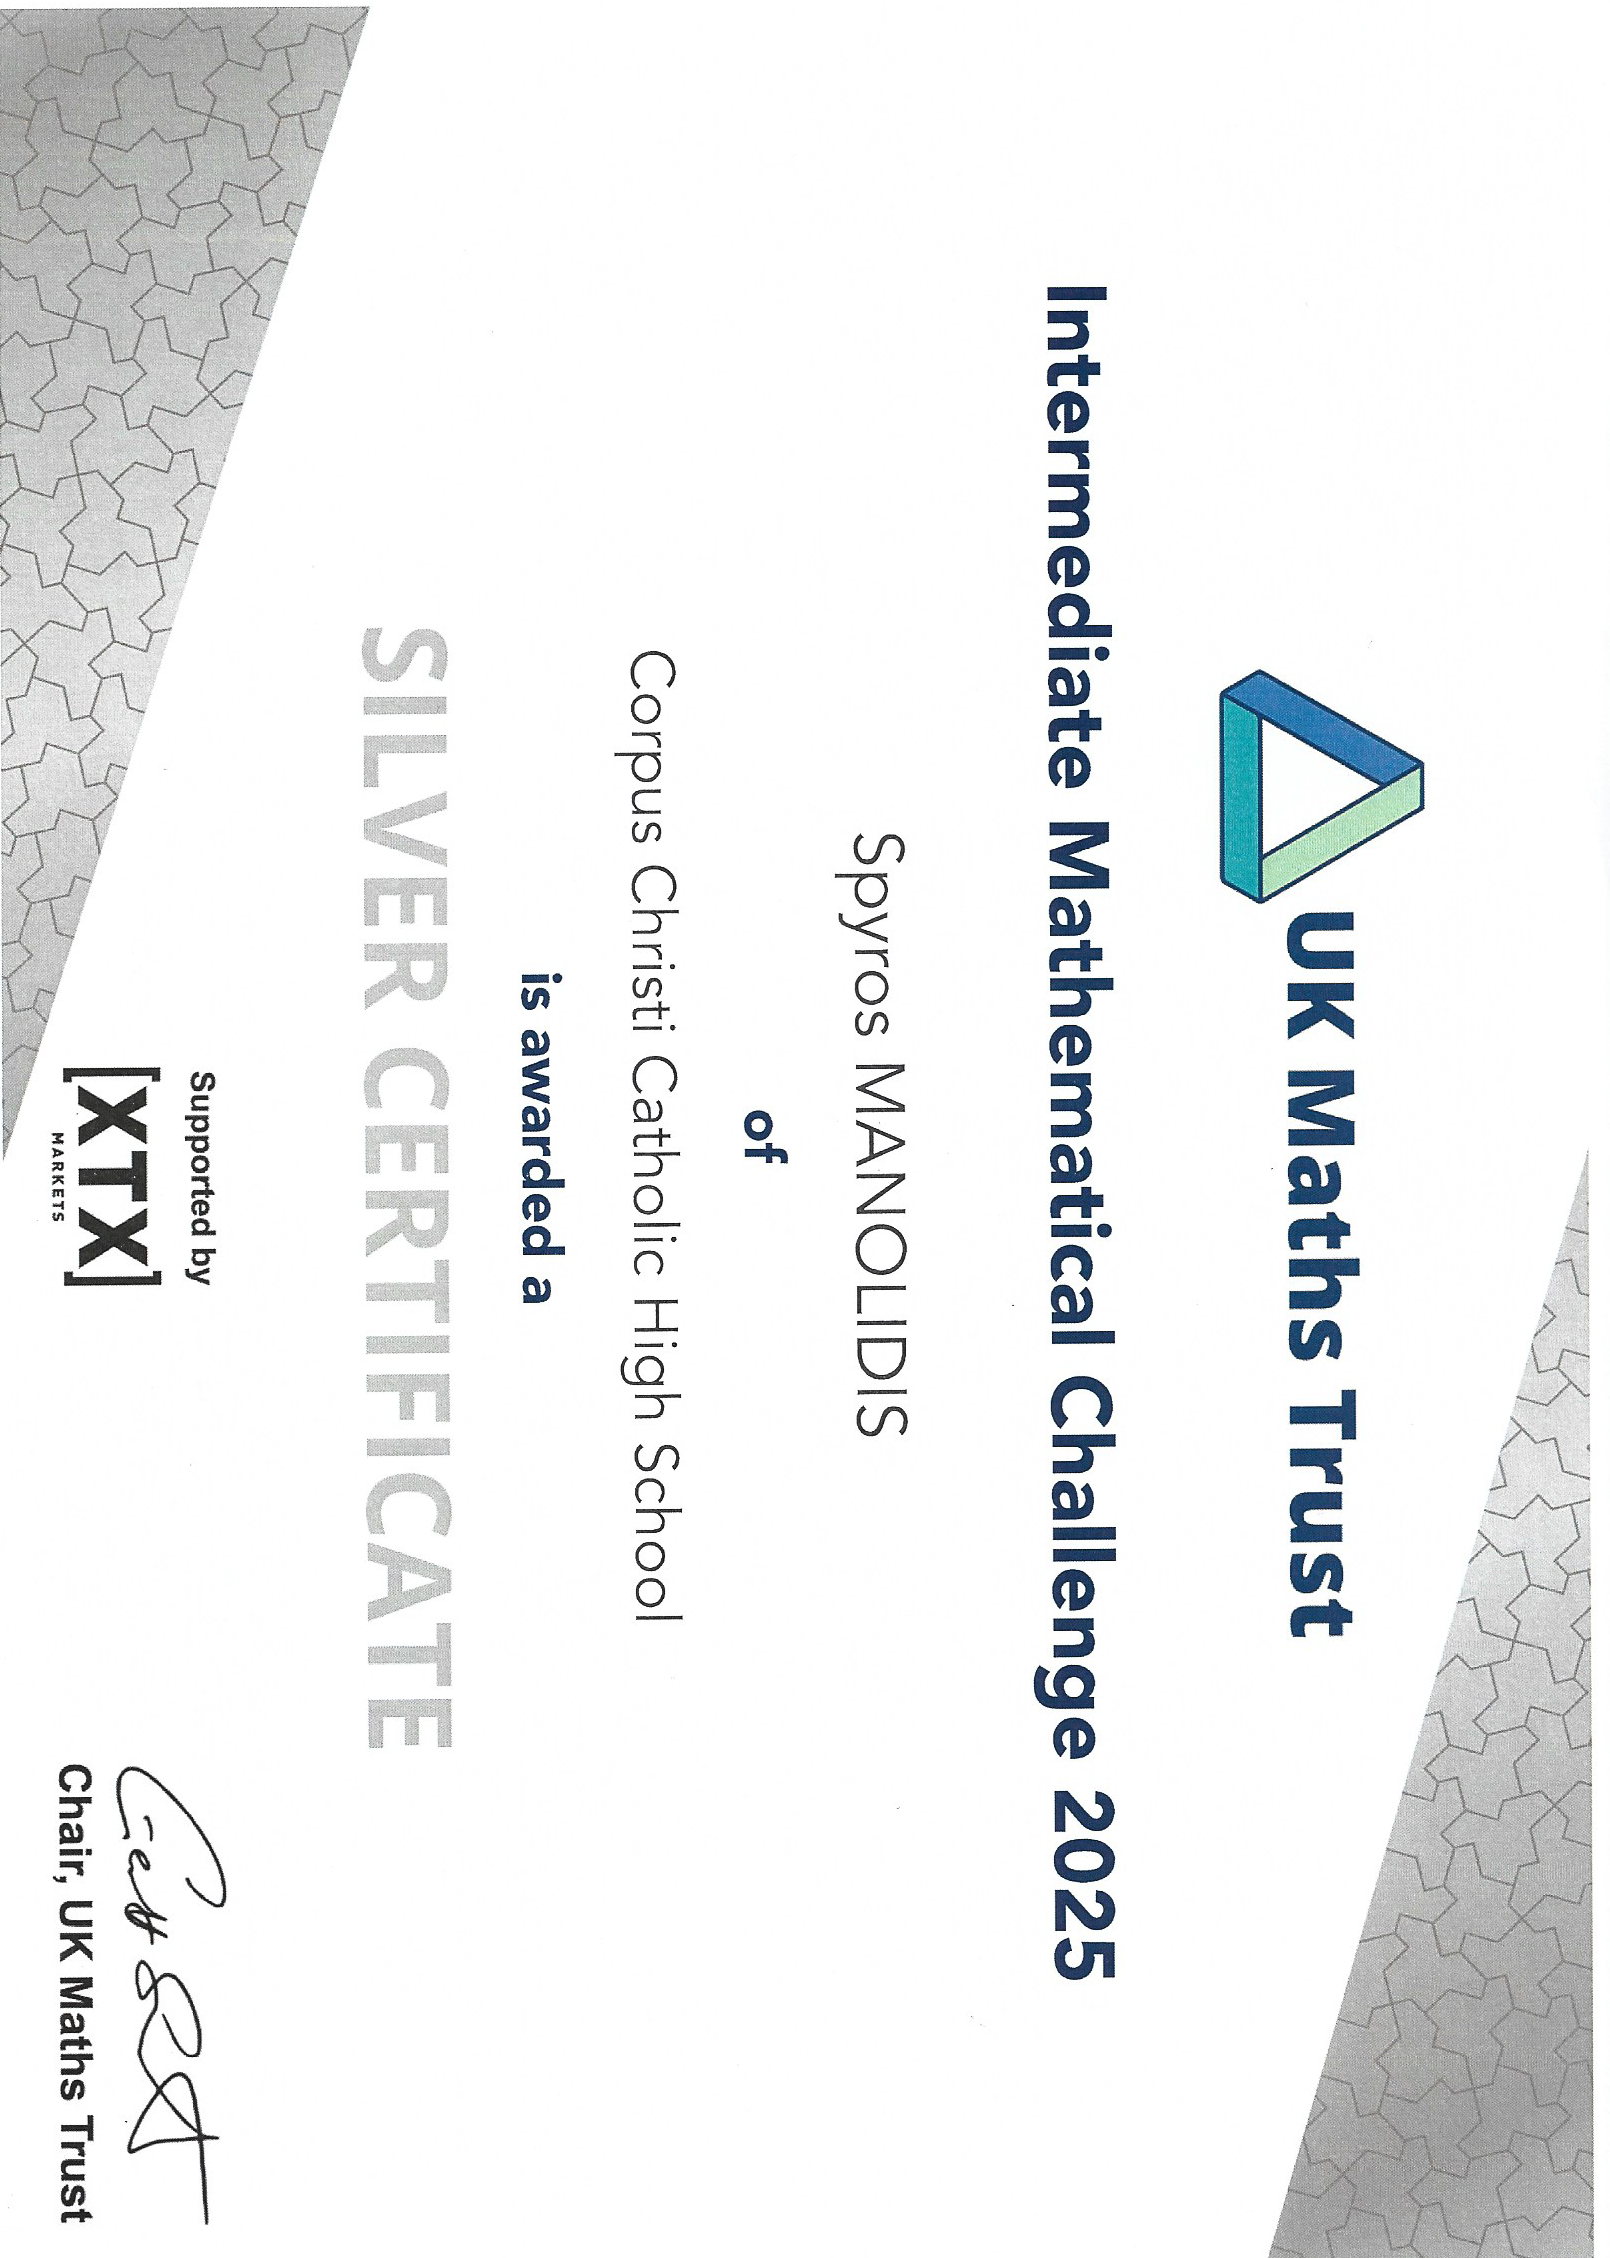 UK Maths Trust
Intermediate Mathematical Challenge 2025
Spyros MANOLIDIS
of
Corpus Christi Catholic High School
is awarded a
SILVER CERTIFICATE
Supported by
[XTX]
MARKETS
Chair, UK Maths Trust